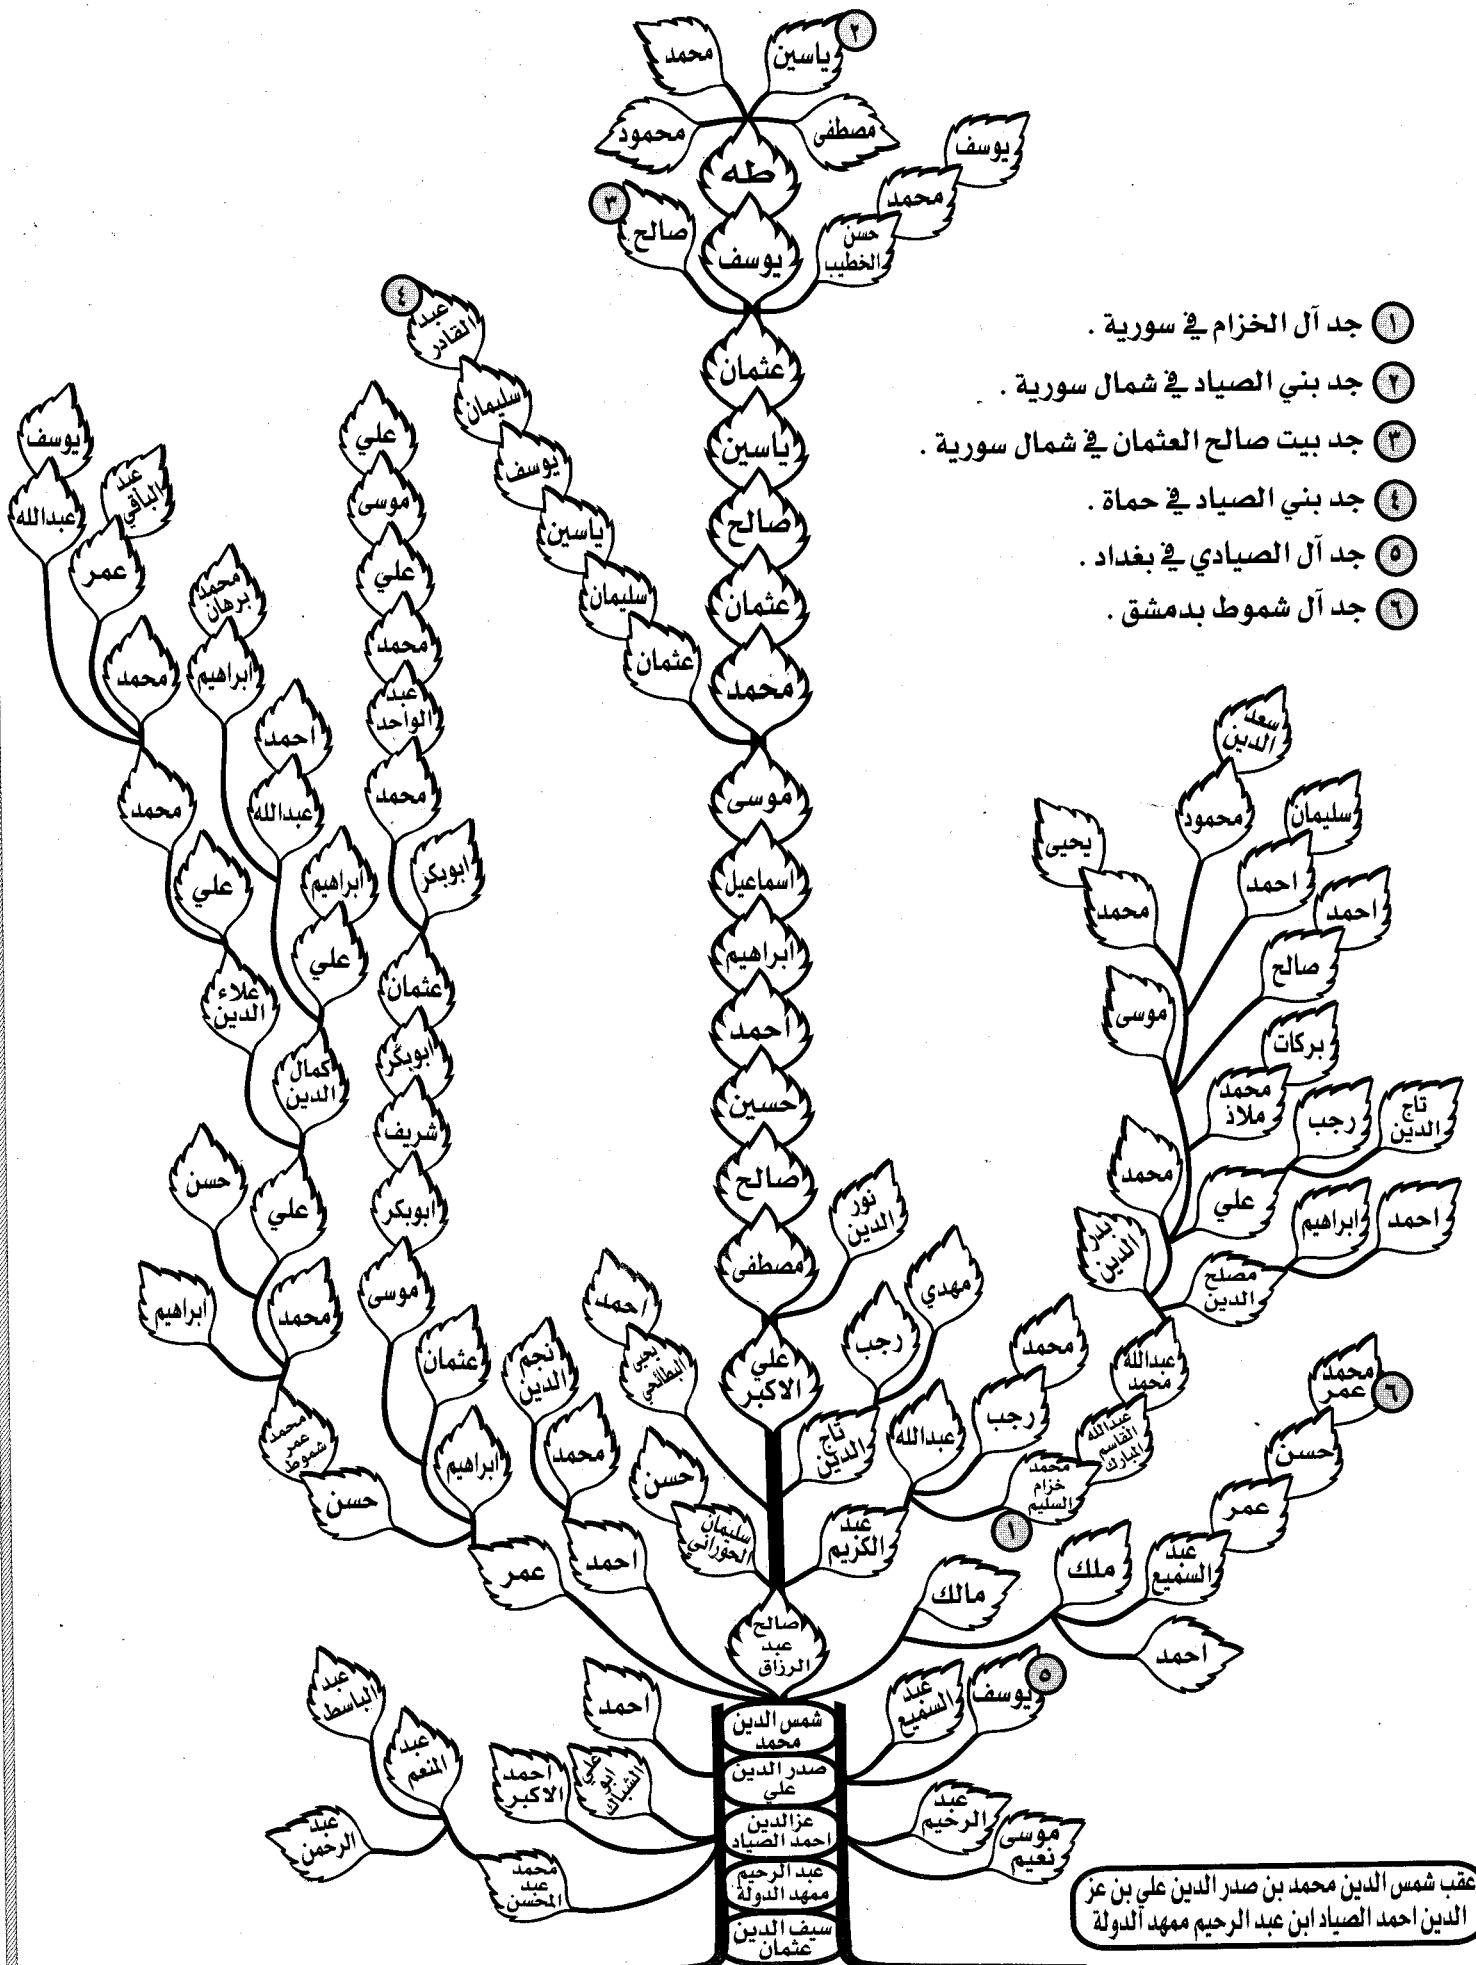 محمد
ياسين
٢
محمود
مصطفى
طه
يوسف
محمد
حسن
الخطيب
٣
صالح
يوسف
٤
عبد
القادر
سليمان
يوسف
ياسين
سليمان
عثمان
عثمان
ياسين
صالح
عثمان
محمد
موسى
اسماعيل
ابراهيم
احمد
حسين
صالح
مصطفى
نور
الدين
علي
الاكبر
١ جد آل الخزام في سورية .
٢ جد بني الصياد في شمال سورية .
٣ جد بيت صالح العثمان في شمال سورية .
٤ جد بني الصياد في حماة .
٥ جد آل الصيادي في بغداد .
٦ جد آل شموط بدمشق .
يوسف
عبدالله
عبد
الباقي
عمر
محمد
محمد
علي
علاء
الدين
محمد
برهان
ابراهيم
احمد
عبدالله
ابراهيم
علي
كمال
الدين
حسن
علي
ابراهيم
محمد
محمد
عمر
شموط
حسن
علي
موسى
علي
محمد
عبد
الواحد
محمد
ابوبكر
عثمان
ابوبكر
شريف
ابوبكر
موسى
عثمان
ابراهيم
عمر
نجم
الدين
محمد
احمد
احمد
يحيى
البطائحي
حسن
سليمان
الحوراني
مهدي
رجب
تاج
الدين
عبدالله
محمد
رجب
محمد
خزام
السليم
١
عبد
الكريم
سعد
الدين
محمود
سليمان
احمد
يحيى
محمد
احمد
صالح
موسى
بركات
محمد
ملاذ
تاج
الدين
رجب
علي
محمد
احمد
ابراهيم
مصلح
الدين
بدر
الدين
عبدالله
محمد
عبدالله
القاسم
المبارك
محمد
عمر
٦
حسن
عمر
عبد
السميع
ملك
مالك
احمد
صالح
عبد
الرزاق
شمس الدين
محمد
صدر الدين
علي
عزالدين
احمد الصياد
عبد الرحيم
ممهد الدولة
سيف الدين
عثمان
احمد
عبد
السميع
يوسف
٥
عبد
الباسط
عبد
المنعم
عبد
الرحمن
محمد
عبد
المحسن
احمد
الاكبر
ابو علي
الشباك
عبد
الرحيم
موسى
نعيم
عقب شمس الدين محمد بن صدر الدين علي بن عز
الدين احمد الصياد ابن عبد الرحيم ممهد الدولة